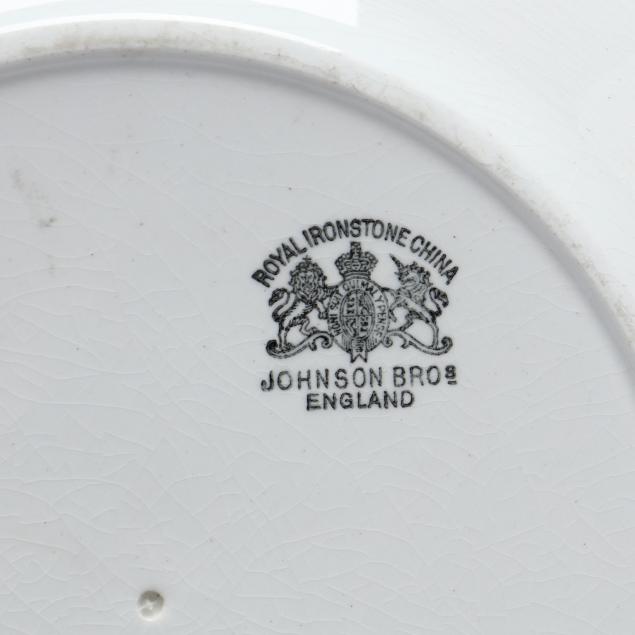 ROYAL IRONSTONE CHINA
JOHNSON BROS
ENGLAND